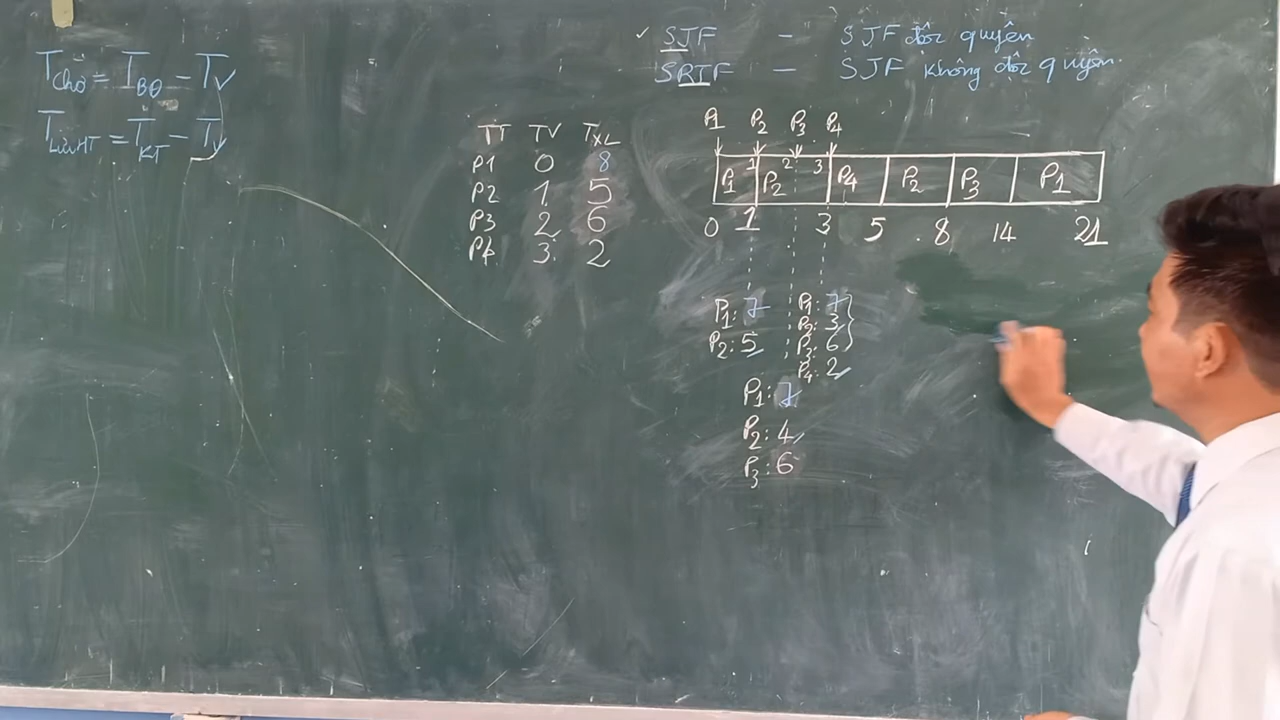 T_Chờ = T_BĐ - T_V
T_LưuHT = T_KT - T_V
✓ SJF - SJF độc quyền
SRTF - SJF không độc quyền.
TT TV T_XL
P1 0 8
P2 1 5
P3 2 6
P4 3 2
P1 P2 P3 P4
1 2 3
P1 P2 P4 P2 P3 P1
0 1 3 5 8 14 21
P1: 7
P2: 5
P1: 7
P2: 3
P3: 6
P4: 2
P1: 7
P2: 4
P3: 6